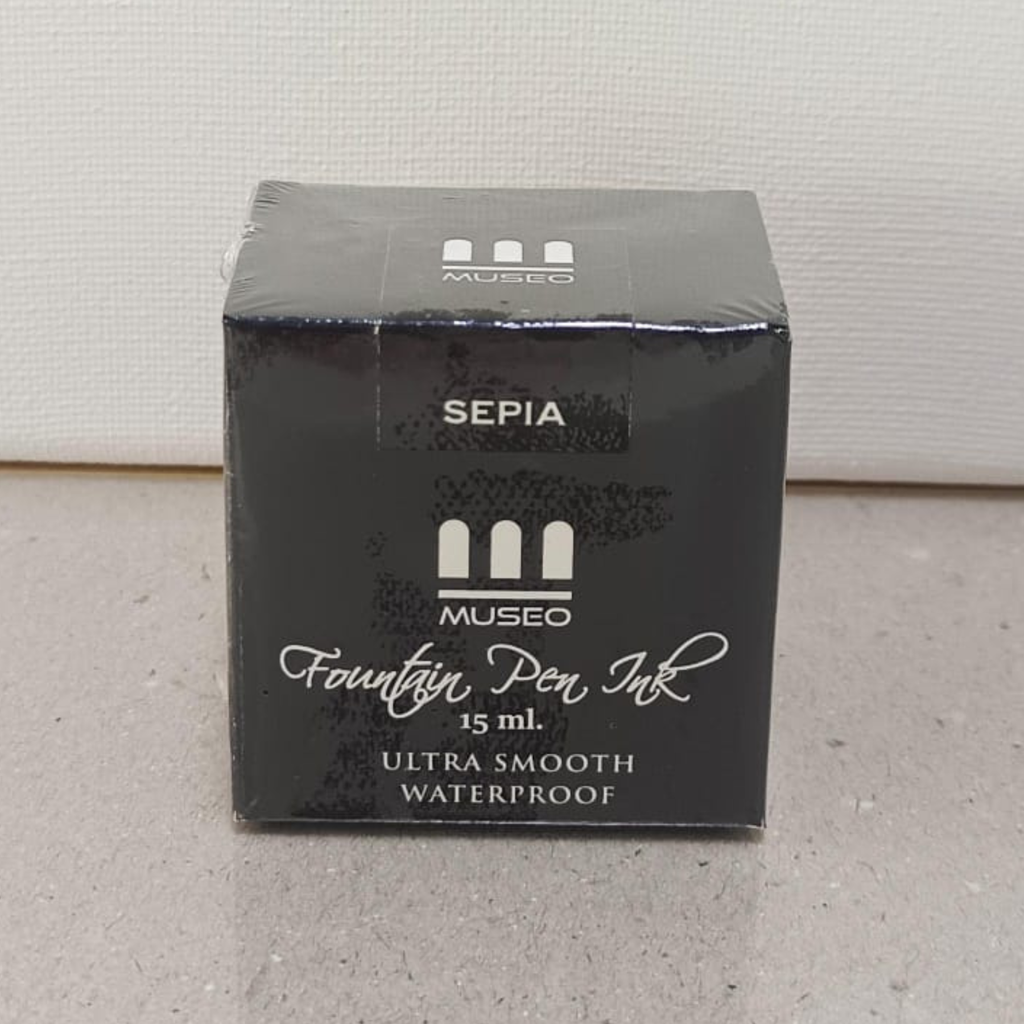 MUSEO
SEPIA
MUSEO
Fountain Pen Ink
15 ml.
ULTRA SMOOTH
WATERPROOF